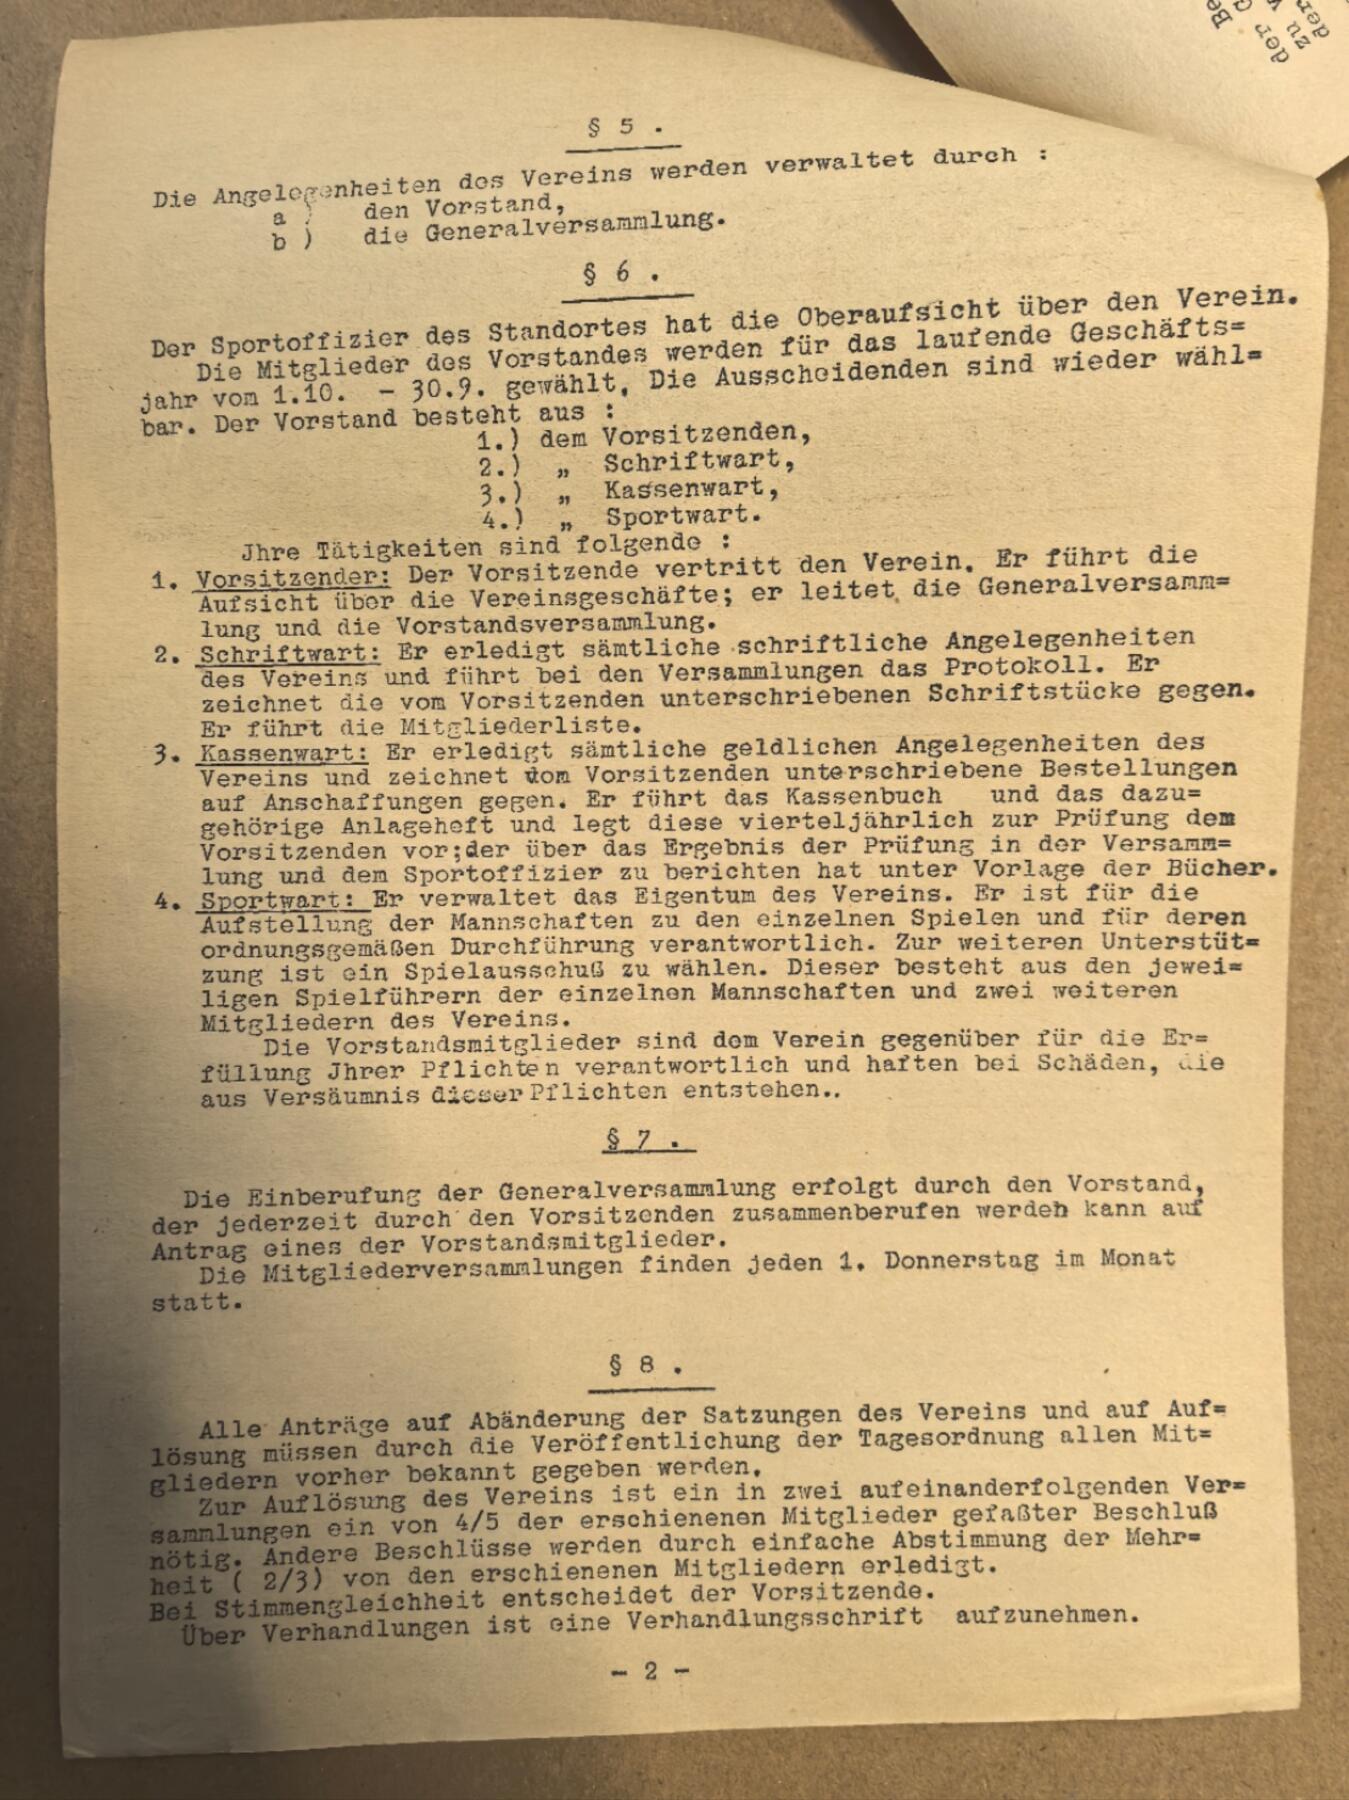 § 5 .
Die Angelegenheiten des Vereins werden verwaltet durch :
a ) den Vorstand,
b ) die Generalversammlung.
§ 6 .
Der Sportoffizier des Standortes hat die Oberaufsicht über den Verein.
Die Mitglieder des Vorstandes werden für das laufende Geschäfts=
jahr vom 1.10. - 30.9. gewählt. Die Ausscheidenden sind wieder wähl=
bar. Der Vorstand besteht aus :
1.) dem Vorsitzenden,
2.) „ Schriftwart,
3.) „ Kassenwart,
4.) „ Sportwart.
Jhre Tätigkeiten sind folgende :
1. Vorsitzender: Der Vorsitzende vertritt den Verein. Er führt die
Aufsicht über die Vereinsgeschäfte; er leitet die Generalversamm=
lung und die Vorstandsversammlung.
2. Schriftwart: Er erledigt sämtliche schriftliche Angelegenheiten
des Vereins und führt bei den Versammlungen das Protokoll. Er
zeichnet die vom Vorsitzenden unterschriebenen Schriftstücke gegen.
Er führt die Mitgliederliste.
3. Kassenwart: Er erledigt sämtliche geldlichen Angelegenheiten des
Vereins und zeichnet vom Vorsitzenden unterschriebene Bestellungen
auf Anschaffungen gegen. Er führt das Kassenbuch und das dazu=
gehörige Anlageheft und legt diese vierteljährlich zur Prüfung dem
Vorsitzenden vor;der über das Ergebnis der Prüfung in der Versamm=
lung und dem Sportoffizier zu berichten hat unter Vorlage der Bücher.
4. Sportwart: Er verwaltet das Eigentum des Vereins. Er ist für die
Aufstellung der Mannschaften zu den einzelnen Spielen und für deren
ordnungsgemäßen Durchführung verantwortlich. Zur weiteren Unterstüt=
zung ist ein Spielausschuß zu wählen. Dieser besteht aus den jewei=
ligen Spielführern der einzelnen Mannschaften und zwei weiteren
Mitgliedern des Vereins.
Die Vorstandsmitglieder sind dem Verein gegenüber für die Er=
füllung Jhrer Pflichten verantwortlich und haften bei Schäden, die
aus Versäumnis dieser Pflichten entstehen..
§ 7 .
Die Einberufung der Generalversammlung erfolgt durch den Vorstand,
der jederzeit durch den Vorsitzenden zusammenberufen werden kann auf
Antrag eines der Vorstandsmitglieder.
Die Mitgliederversammlungen finden jeden 1. Donnerstag im Monat
statt.
§ 8 .
Alle Anträge auf Abänderung der Satzungen des Vereins und auf Auf=
lösung müssen durch die Veröffentlichung der Tagesordnung allen Mit=
gliedern vorher bekannt gegeben werden.
Zur Auflösung des Vereins ist ein in zwei aufeinanderfolgenden Ver=
sammlungen ein von 4/5 der erschienenen Mitglieder gefaßter Beschluß
nötig. Andere Beschlüsse werden durch einfache Abstimmung der Mehr=
heit ( 2/3) von den erschienenen Mitgliedern erledigt.
Bei Stimmengleichheit entscheidet der Vorsitzende.
Über Verhandlungen ist eine Verhandlungsschrift aufzunehmen.
- 2 -